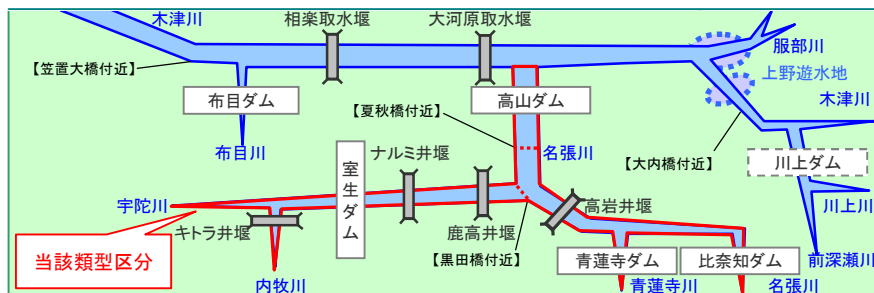 木津川
相楽取水堰
大河原取水堰
服部川
【笠置大橋付近】
上野遊水地
木津川
布目ダム
【夏秋橋付近】
高山ダム
布目川
ナルミ井堰
名張川
【大内橋付近】
川上ダム
室生ダム
宇陀川
高岩井堰
川上川
キトラ井堰
鹿高井堰
当該類型区分
【黒田橋付近】
青蓮寺ダム
比奈知ダム
前深瀬川
内牧川
青蓮寺川
名張川